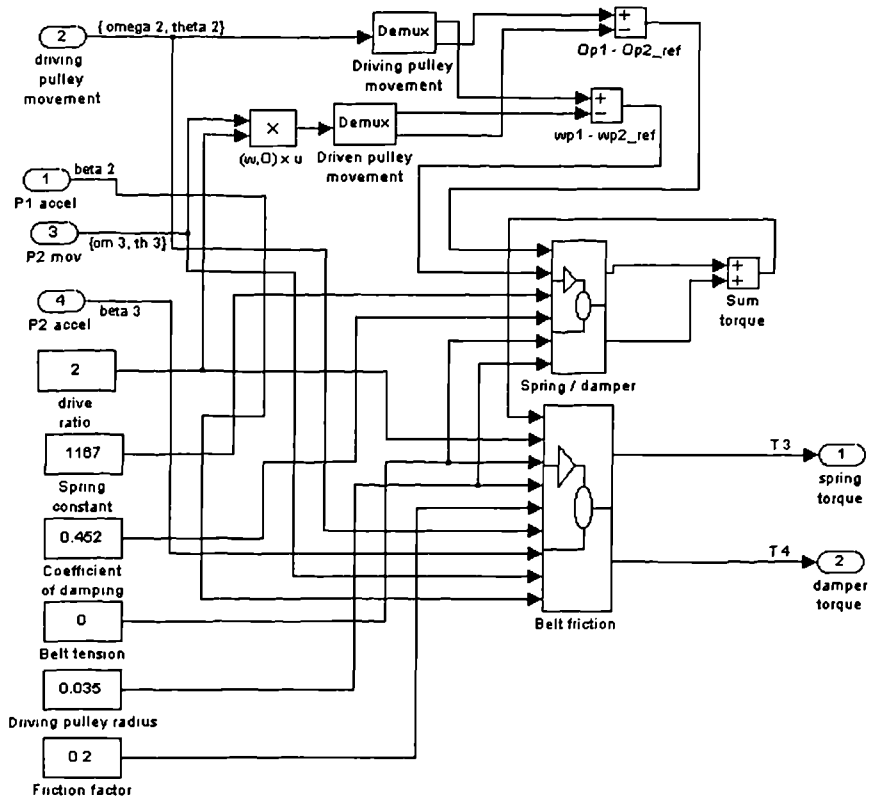 { omega 2, theta 2}
2
driving
pulley
movement
Demux
Driving pulley
movement
+
−
Op1 - Op2_ref
×
(w,O) x u
Demux
Driven pulley
movement
+
−
wp1 - wp2_ref
1
beta 2
P1 accel
3
{om 3, th 3}
P2 mov
4
beta 3
P2 accel
+
+
Sum
torque
Spring / damper
2
drive
ratio
1167
Spring
constant
0.452
Coefficient
of damping
0
Belt tension
0.035
Driving pulley radius
0 2
Friction factor
Belt friction
T3
1
spring
torque
T4
2
damper
torque